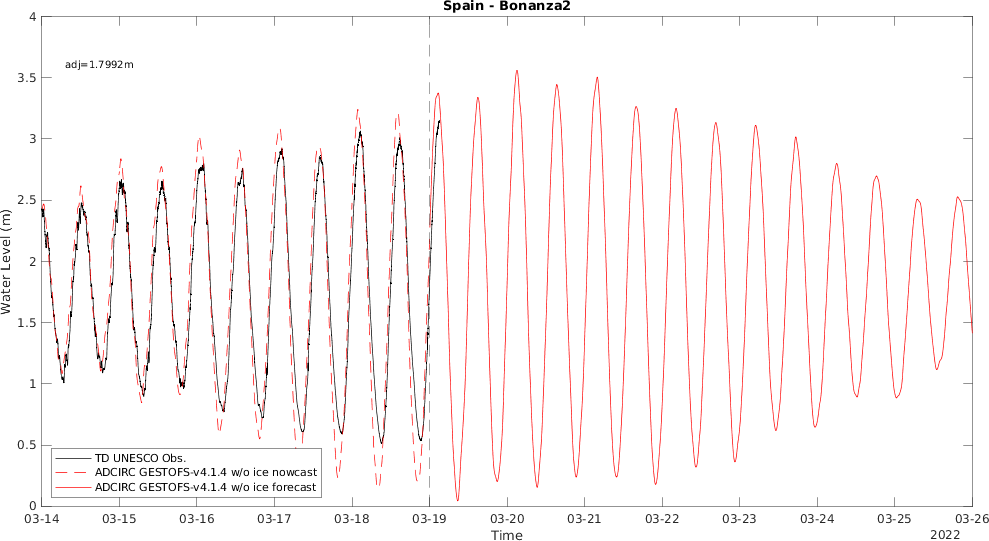 Spain - Bonanza2
adj=1.7992m
4
3.5
3
2.5
2
1.5
1
0.5
0
Water Level (m)
TD UNESCO Obs.
ADCIRC GESTOFS-v4.1.4 w/o ice nowcast
ADCIRC GESTOFS-v4.1.4 w/o ice forecast
03-14 03-15 03-16 03-17 03-18 03-19 03-20 03-21 03-22 03-23 03-24 03-25 03-26
Time
2022